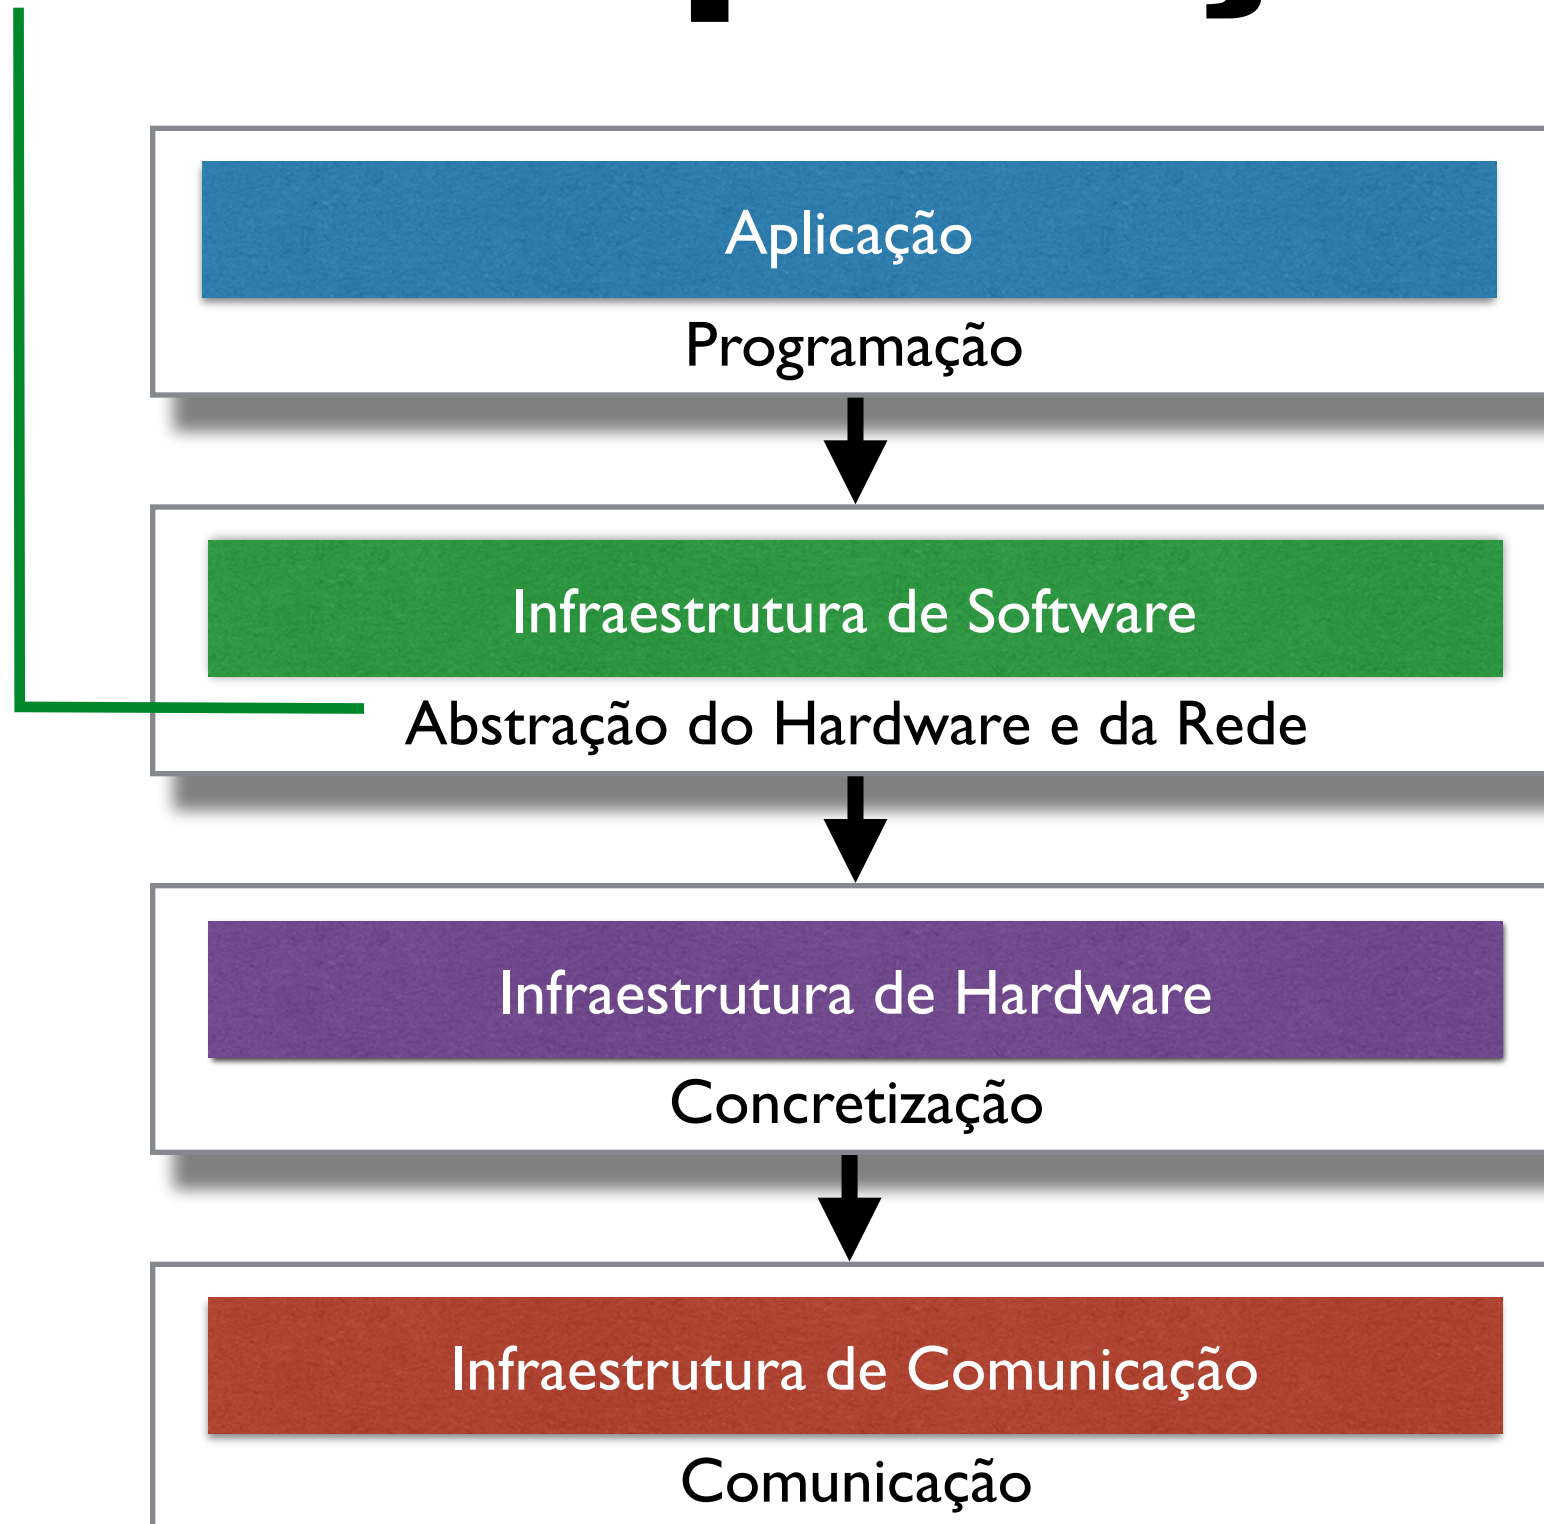 Aplicação
Programação
Infraestrutura de Software
Abstração do Hardware e da Rede
Infraestrutura de Hardware
Concretização
Infraestrutura de Comunicação
Comunicação